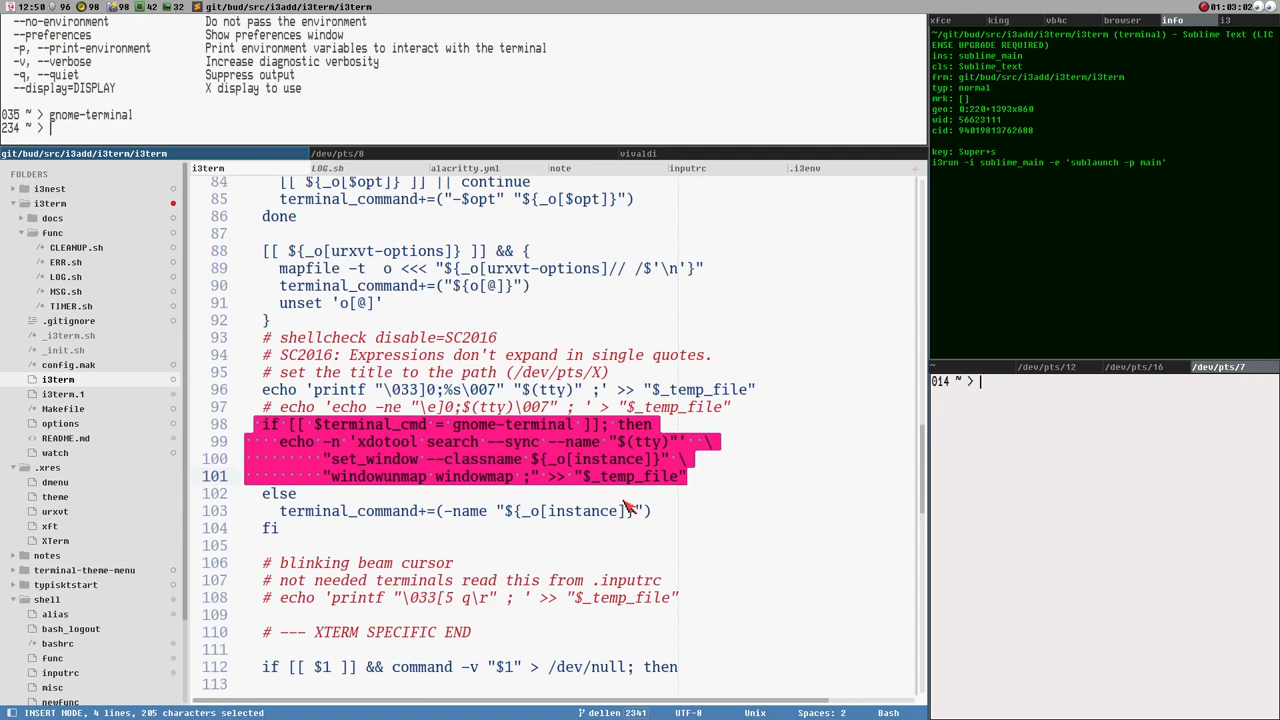 12:50 96 98 98 42 32 git/bud/src/i3add/i3term/i3term 01:03:02
--no-environment Do not pass the environment
--preferences Show preferences window
-p, --print-environment Print environment variables to interact with the terminal
-v, --verbose Increase diagnostic verbosity
-q, --quiet Suppress output
--display=DISPLAY X display to use
035 ~ > gnome-terminal
234 ~ >
xfce king vb4c browser info i3
~/git/bud/src/i3add/i3term/i3term (terminal) - Sublime Text (LIC
ENSE UPGRADE REQUIRED)
ins: sublime_main
cls: Sublime_text
frm: git/bud/src/i3add/i3term/i3term
typ: normal
mrk: []
geo: 0:220+1393x860
wid: 56623111
cid: 94019813762688
key: Super+s
i3run -i sublime_main -e 'sublaunch -p main'
git/bud/src/i3add/i3term/i3term /dev/pts/8 vivaldi
FOLDERS
i3nest
i3term
docs
func
CLEANUP.sh
ERR.sh
LOG.sh
MSG.sh
TIMER.sh
.gitignore
_i3term.sh
_init.sh
config.mak
i3term
i3term.1
Makefile
options
README.md
watch
.xres
dmenu
theme
urxvt
xft
XTerm
notes
terminal-theme-menu
typisktstart
shell
alias
bash_logout
bashrc
func
inputrc
misc
newfunc
i3term LOG.sh alacritty.yml note inputrc .i3env
84 [[ ${_o[$opt]} ]] || continue
85 terminal_command+=("-$opt" "${_o[$opt]}")
86 done
87
88 [[ ${_o[urxvt-options]} ]] && {
89 mapfile -t _o <<< "${_o[urxvt-options]// /$'\n'}"
90 terminal_command+=("${o[@]}")
91 unset 'o[@]'
92 }
93 # shellcheck disable=SC2016
94 # SC2016: Expressions don't expand in single quotes.
95 # set the title to the path (/dev/pts/X)
96 echo 'printf "\033]0;%s\007" "$(tty)" ;' >> "$_temp_file"
97 # echo 'echo -ne "\e]0;$(tty)\007" ; ' > "$_temp_file"
98 if [[ $terminal_cmd = gnome-terminal ]]; then
99 echo -n 'xdotool search --sync --name "$(tty)"' \
100 "set_window --classname ${_o[instance]}" \
101 "windowunmap windowmap ;" >> "$_temp_file"
102 else
103 terminal_command+=(-name "${_o[instance]}")
104 fi
105
106 # blinking beam cursor
107 # not needed terminals read this from .inputrc
108 # echo 'printf "\033[5 q\r" ; ' >> "$_temp_file"
109
110 # --- XTERM SPECIFIC END
111
112 if [[ $1 ]] && command -v "$1" > /dev/null; then
113
~ /dev/pts/12 /dev/pts/16 /dev/pts/7
014 ~ >
INSERT MODE, 4 lines, 205 characters selected dellen 2341 UTF-8 Unix Spaces: 2 Bash